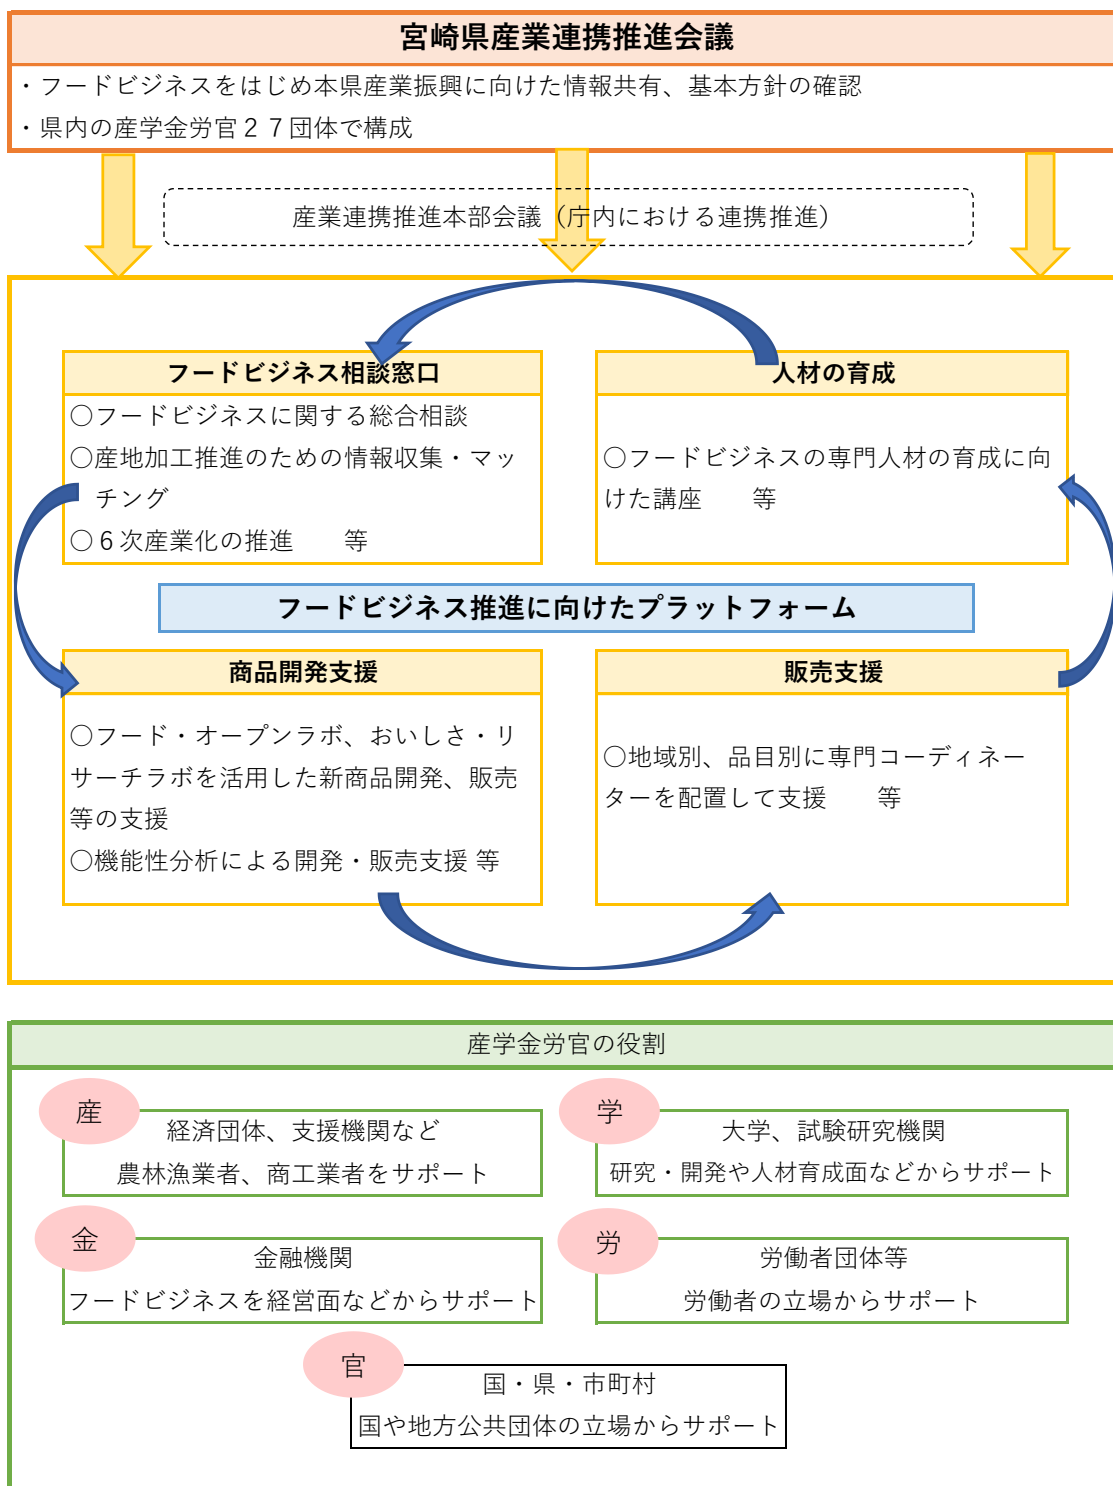 宮崎県産業連携推進会議
・フードビジネスをはじめ本県産業振興に向けた情報共有、基本方針の確認
・県内の産学金労官２７団体で構成
産業連携推進本部会議（庁内における連携推進）
フードビジネス相談窓口
○フードビジネスに関する総合相談
○産地加工推進のための情報収集・マッ
チング
○６次産業化の推進　　等
人材の育成
○フードビジネスの専門人材の育成に向
けた講座　　等
フードビジネス推進に向けたプラットフォーム
商品開発支援
○フード・オープンラボ、おいしさ・リ
サーチラボを活用した新商品開発、販売
等の支援
○機能性分析による開発・販売支援 等
販売支援
○地域別、品目別に専門コーディネー
ターを配置して支援　　等
産学金労官の役割
産
経済団体、支援機関など
農林漁業者、商工業者をサポート
学
大学、試験研究機関
研究・開発や人材育成面などからサポート
金
金融機関
フードビジネスを経営面などからサポート
労
労働者団体等
労働者の立場からサポート
官
国・県・市町村
国や地方公共団体の立場からサポート